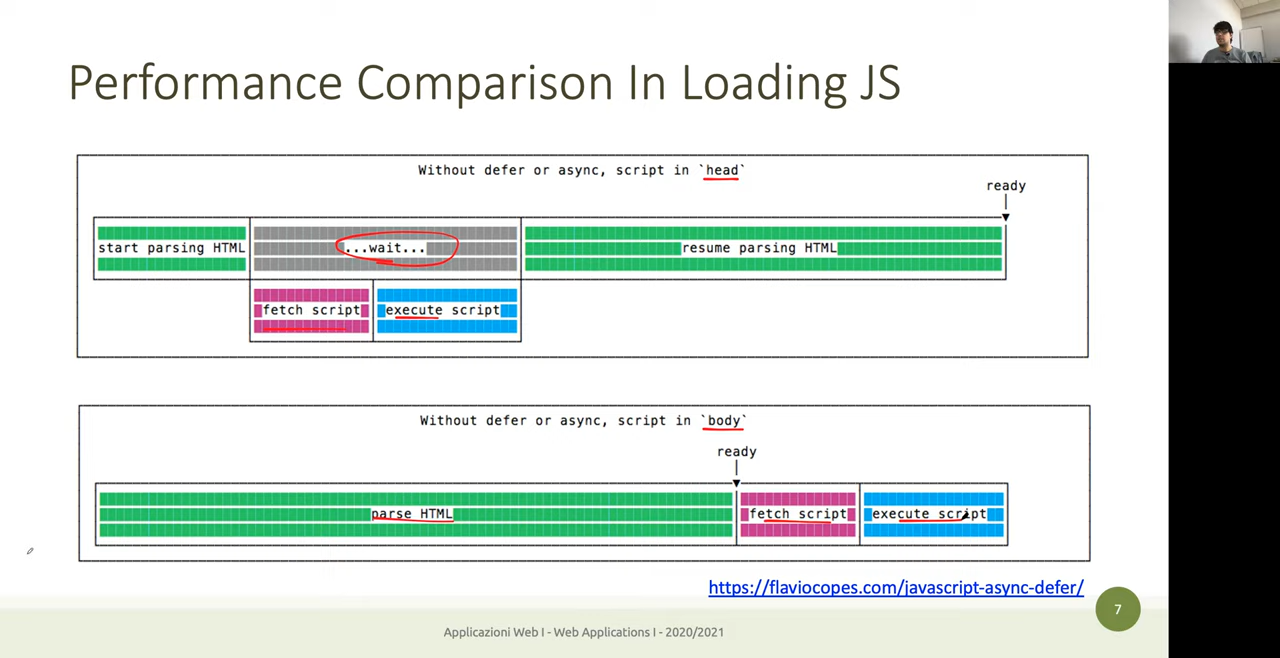 Performance Comparison In Loading JS
Without defer or async, script in `head`
ready
start parsing HTML
...wait...
resume parsing HTML
fetch script
execute script
Without defer or async, script in `body`
ready
parse HTML
fetch script
execute script
https://flaviocopes.com/javascript-async-defer/
7
Applicazioni Web I - Web Applications I - 2020/2021